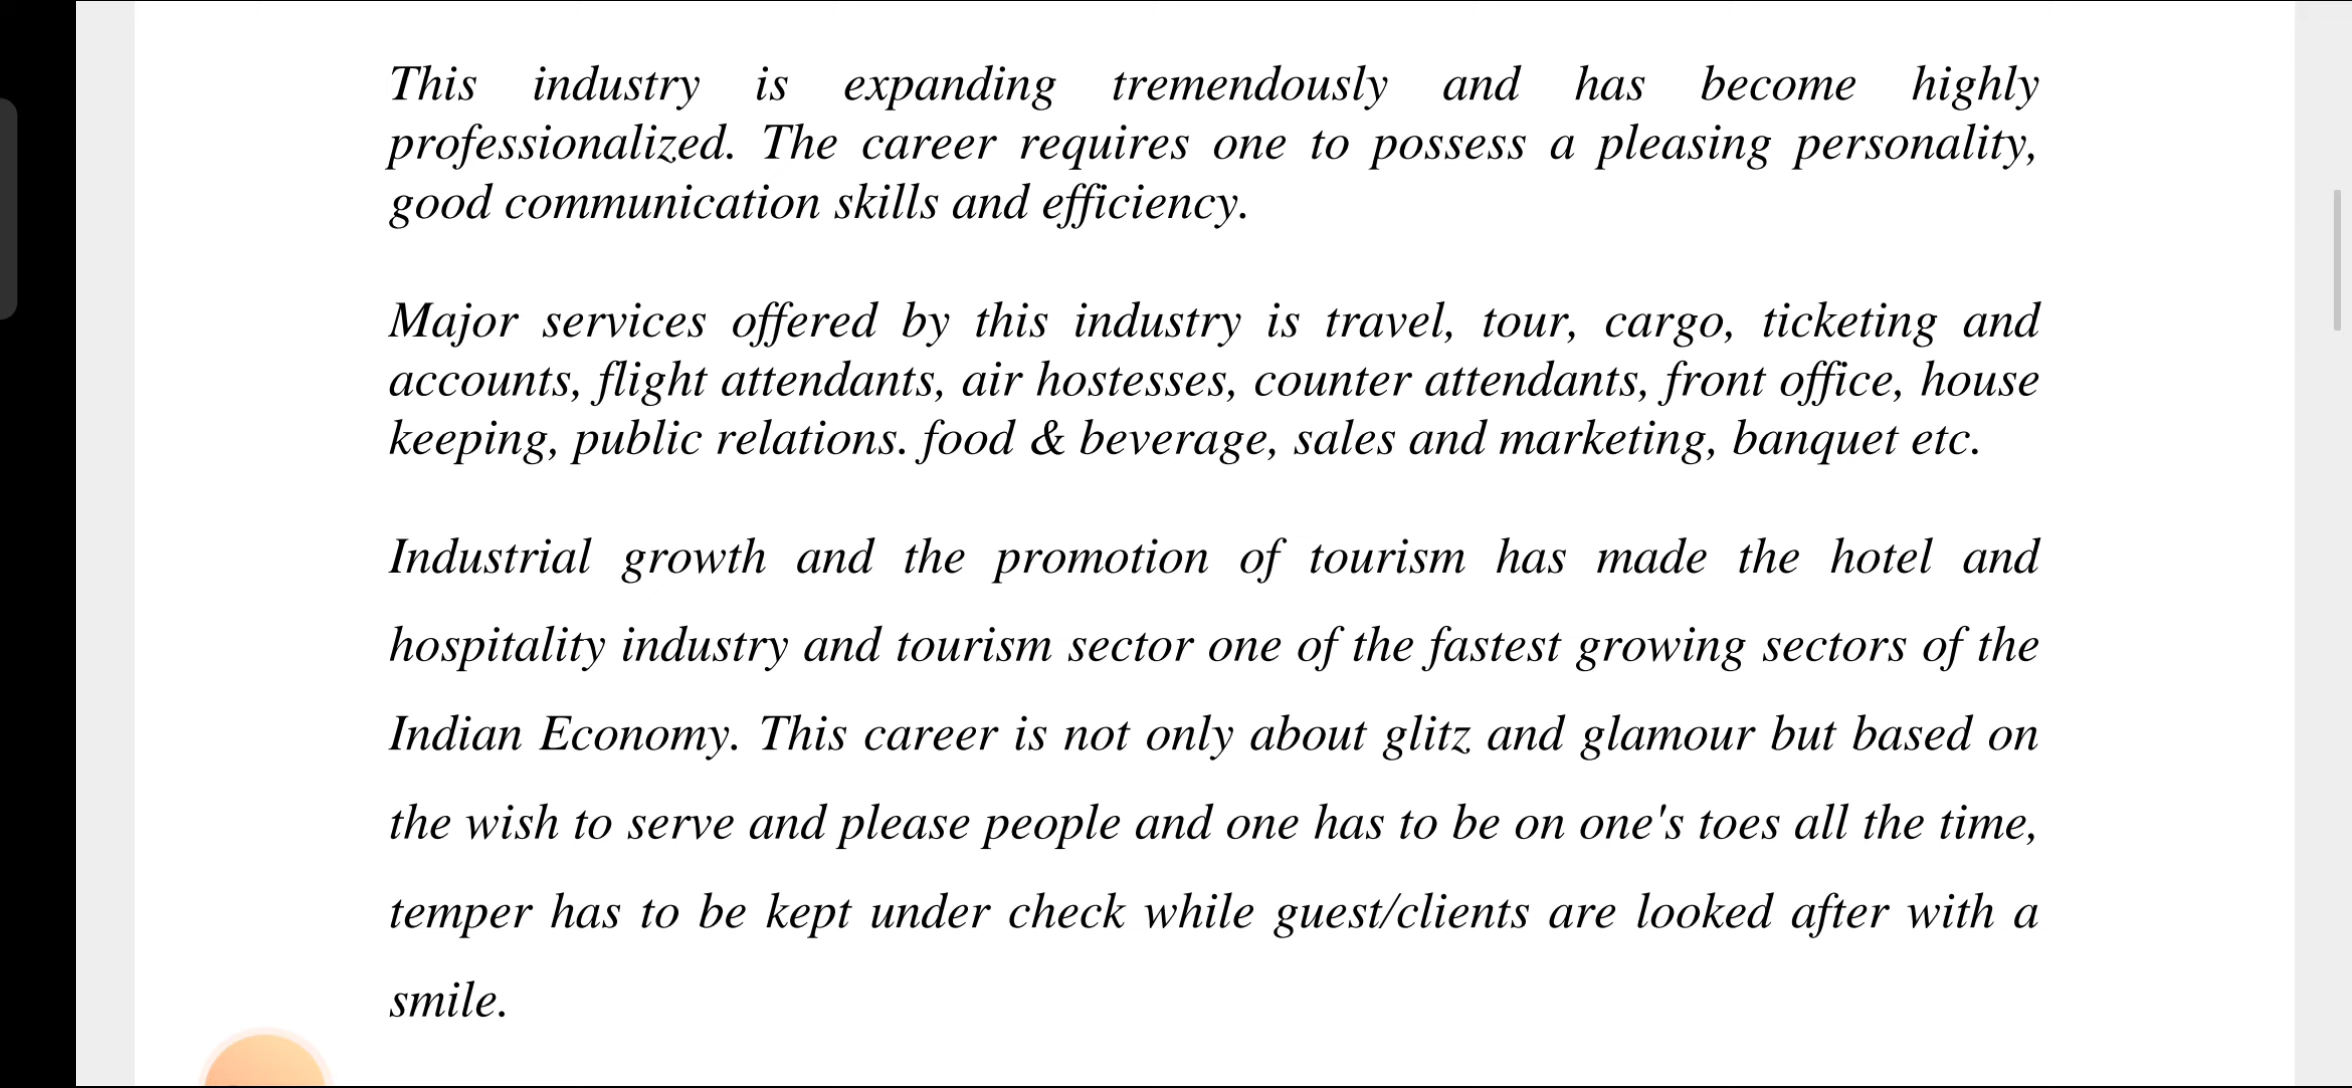 This industry is expanding tremendously and has become highly
professionalized. The career requires one to possess a pleasing personality,
good communication skills and efficiency.
Major services offered by this industry is travel, tour, cargo, ticketing and
accounts, flight attendants, air hostesses, counter attendants, front office, house
keeping, public relations. food & beverage, sales and marketing, banquet etc.
Industrial growth and the promotion of tourism has made the hotel and
hospitality industry and tourism sector one of the fastest growing sectors of the
Indian Economy. This career is not only about glitz and glamour but based on
the wish to serve and please people and one has to be on one's toes all the time,
temper has to be kept under check while guest/clients are looked after with a
smile.